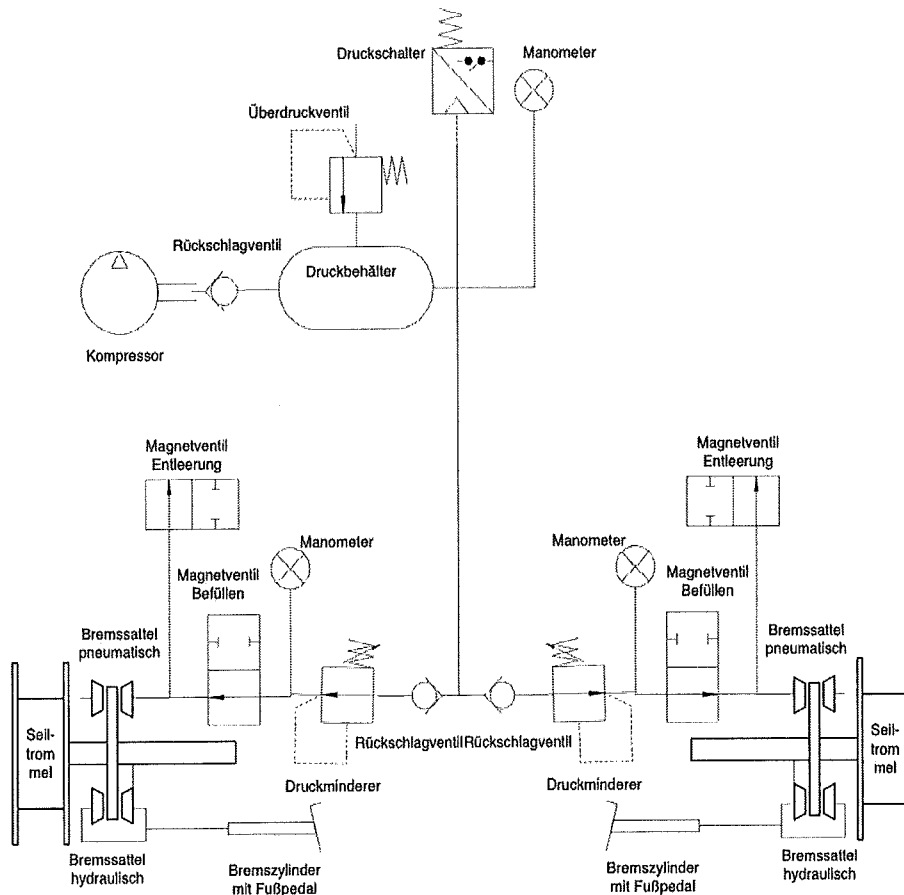 Druckschalter
Manometer
Überdruckventil
Rückschlagventil
Druckbehälter
Kompressor
Magnetventil
Entleerung
Magnetventil
Entleerung
Manometer
Manometer
Magnetventil
Befüllen
Magnetventil
Befüllen
Bremssattel
pneumatisch
Bremssattel
pneumatisch
Seil-
trom
mel
Seil-
trom
mel
Rückschlagventil
Rückschlagventil
Druckminderer
Druckminderer
Bremssattel
hydraulisch
Bremszylinder
mit Fußpedal
Bremszylinder
mit Fußpedal
Bremssattel
hydraulisch